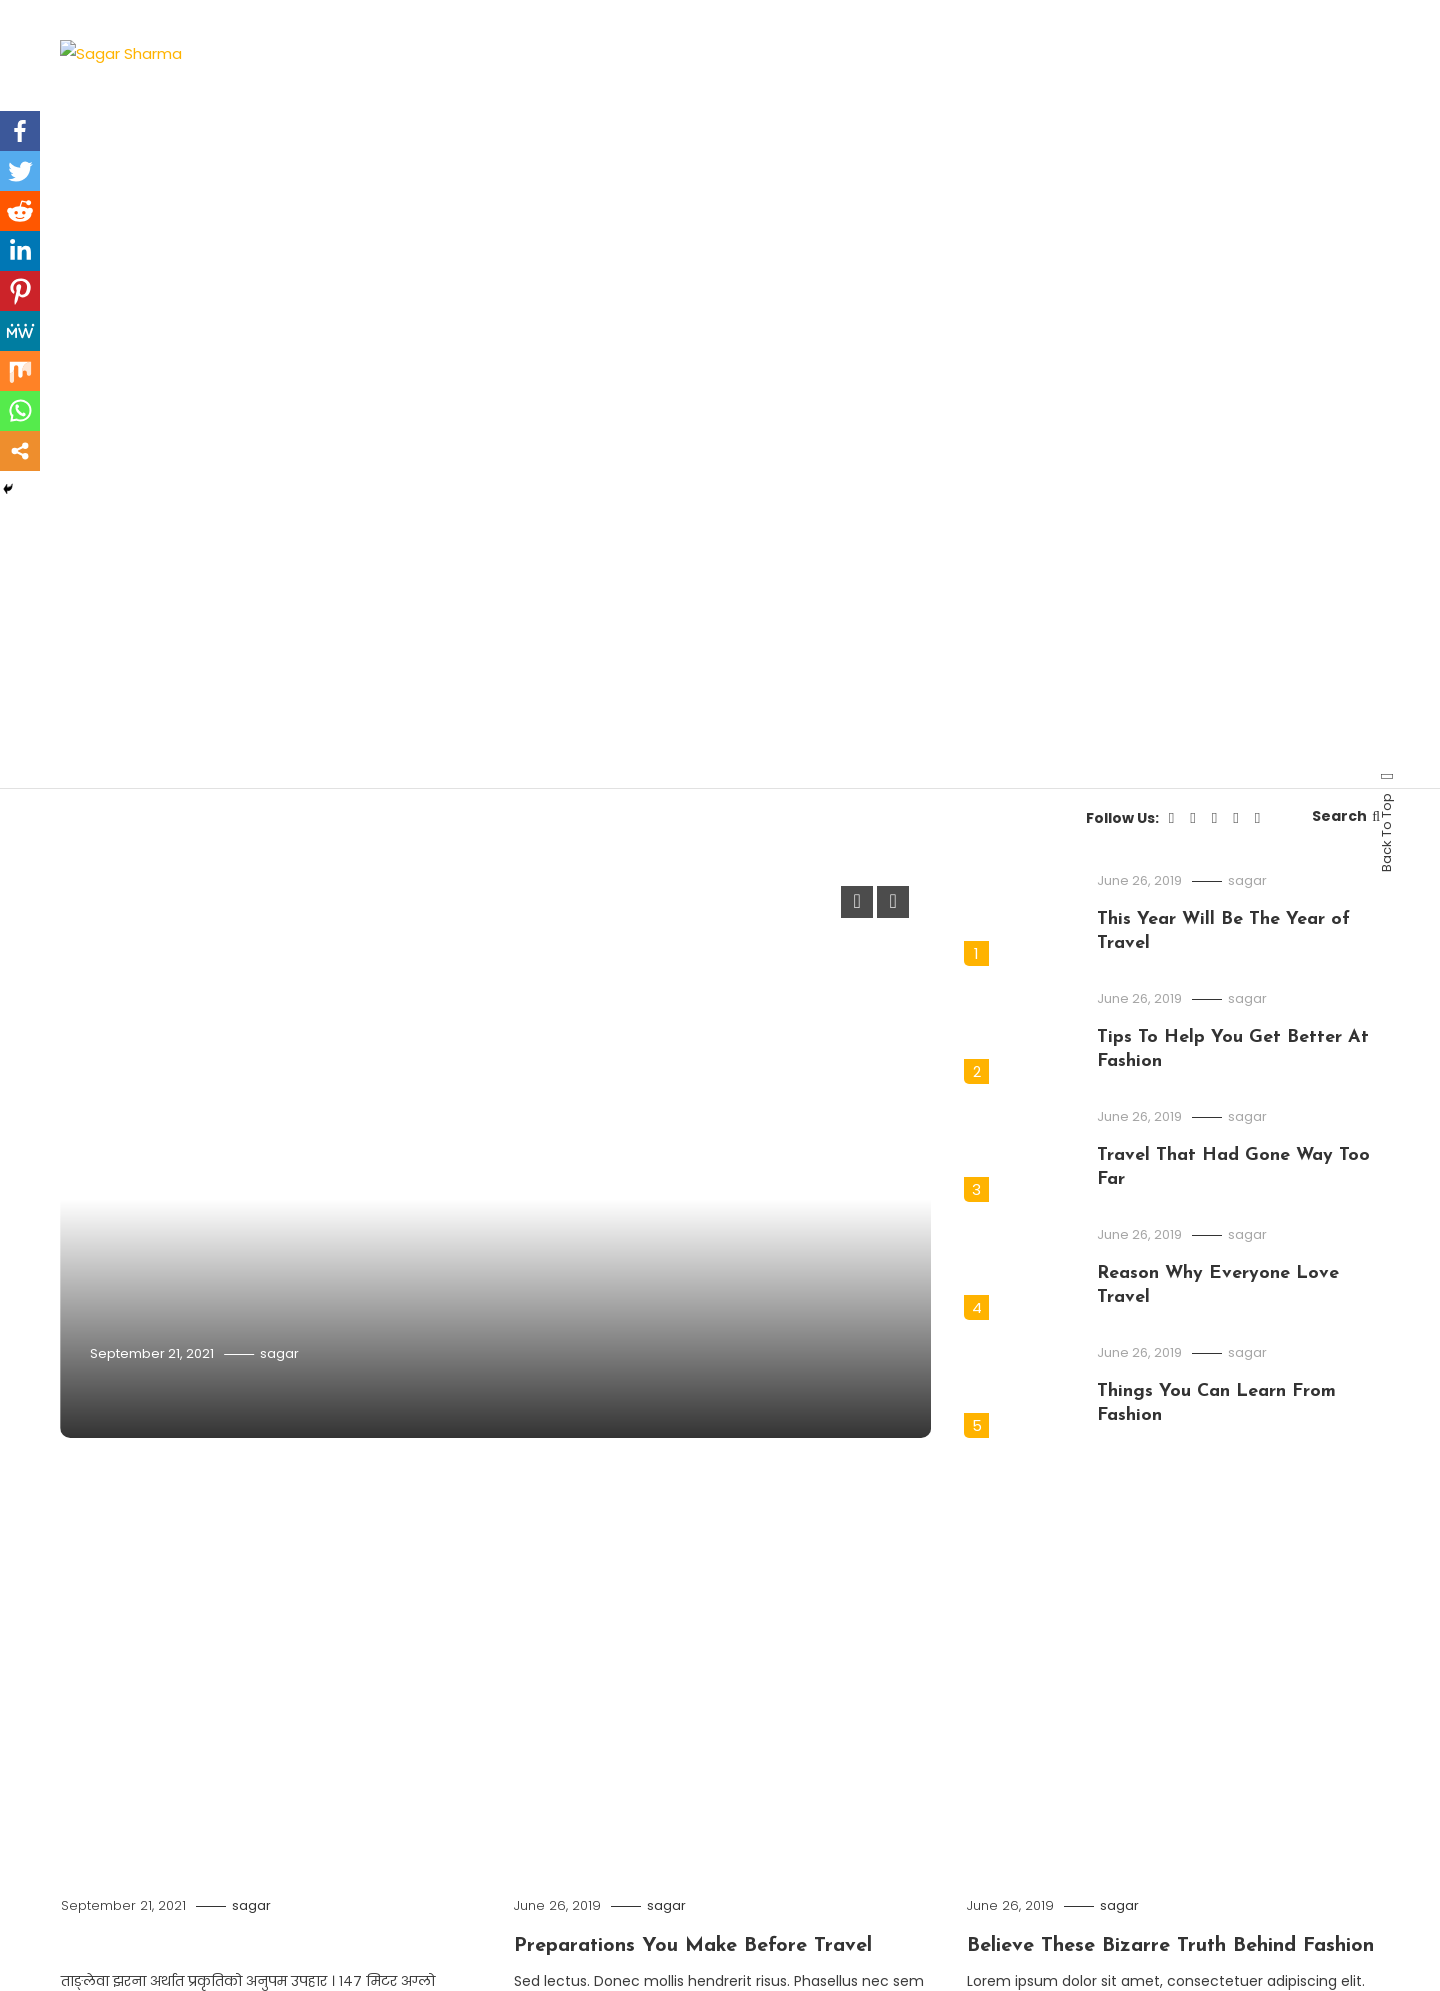 Sagar Sharma
Follow Us:
Search
Back To Top
September 21, 2021 sagar
1
June 26, 2019 sagar
This Year Will Be The Year of
Travel
2
June 26, 2019 sagar
Tips To Help You Get Better At
Fashion
3
June 26, 2019 sagar
Travel That Had Gone Way Too
Far
4
June 26, 2019 sagar
Reason Why Everyone Love
Travel
5
June 26, 2019 sagar
Things You Can Learn From
Fashion
September 21, 2021 sagar
ताङ्लेवा झरना अर्थात प्रकृतिको अनुपम उपहार । १४७ मिटर अग्लो
June 26, 2019 sagar
Preparations You Make Before Travel
Sed lectus. Donec mollis hendrerit risus. Phasellus nec sem
June 26, 2019 sagar
Believe These Bizarre Truth Behind Fashion
Lorem ipsum dolor sit amet, consectetuer adipiscing elit.